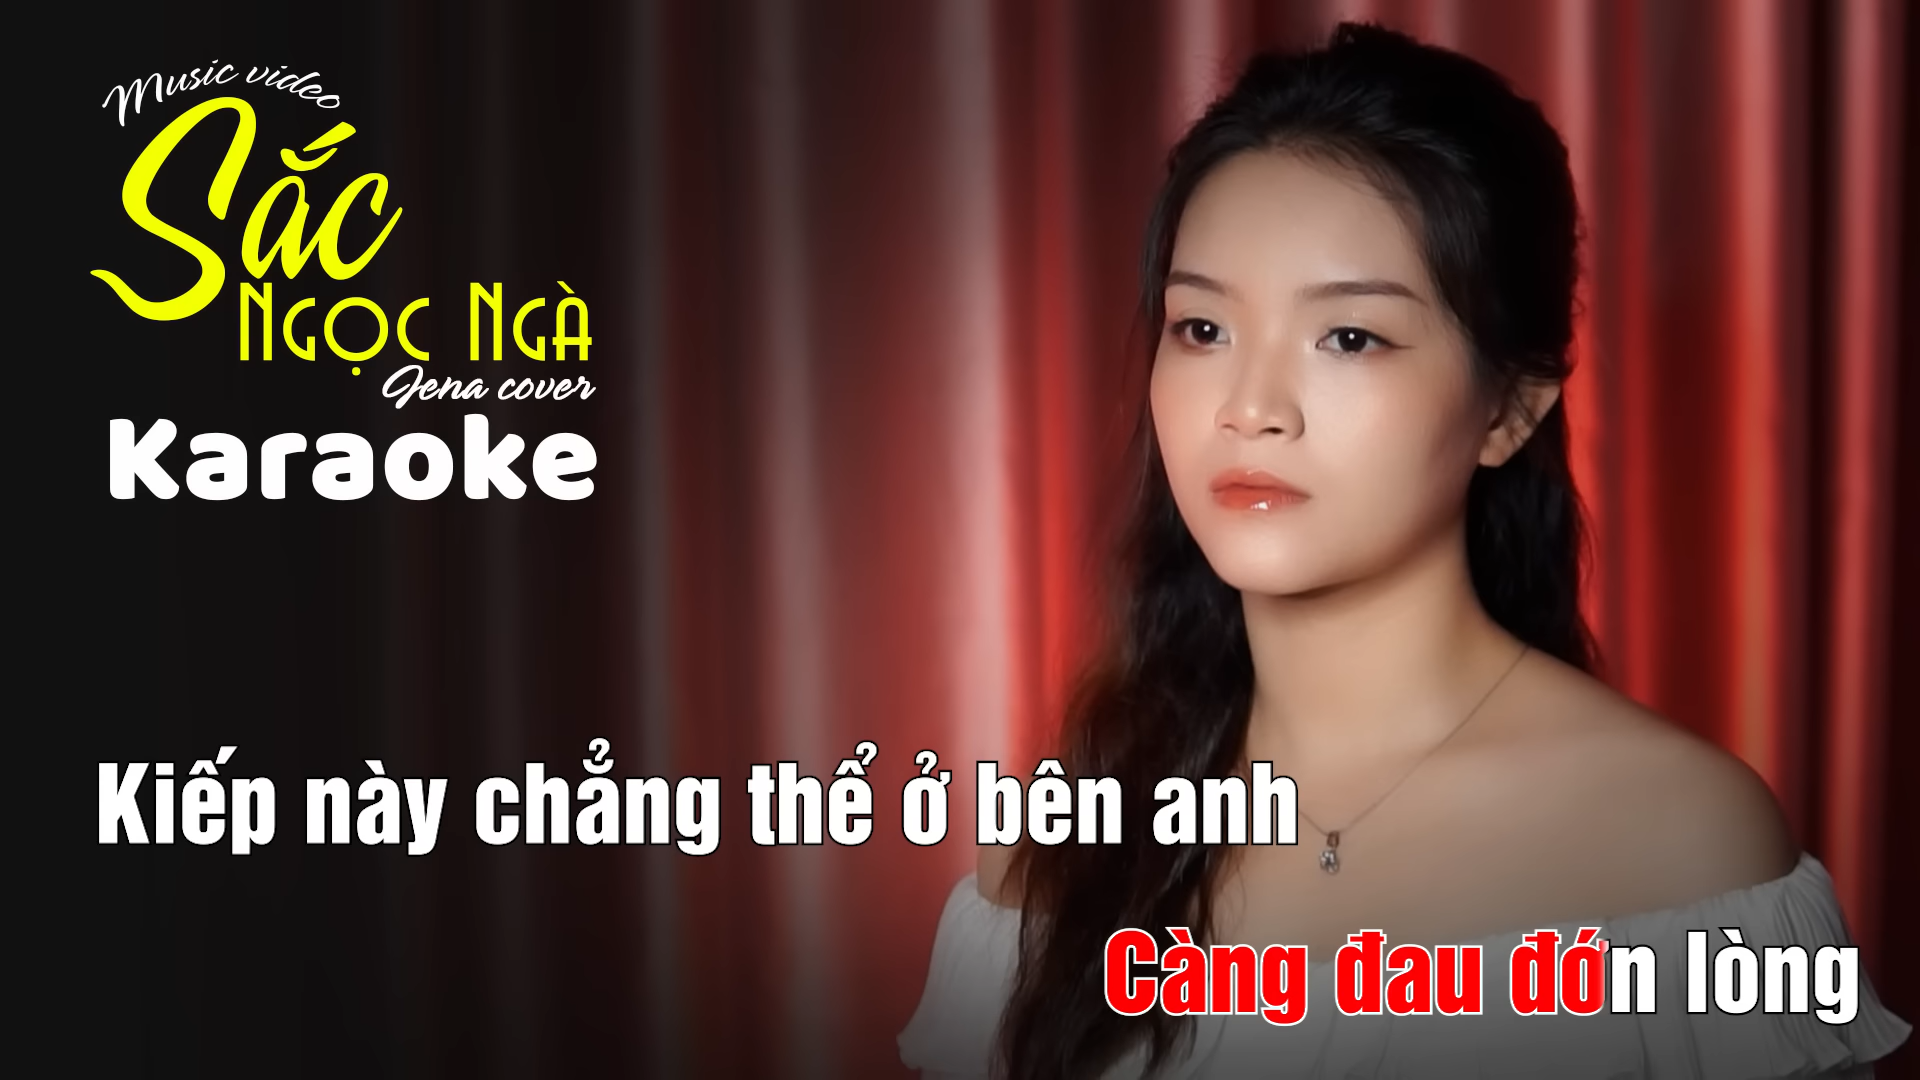 Music video
Sắc
NGỌC NGÀ
Jena cover
Karaoke
Kiếp này chẳng thể ở bên anh
Càng đau đớn lòng